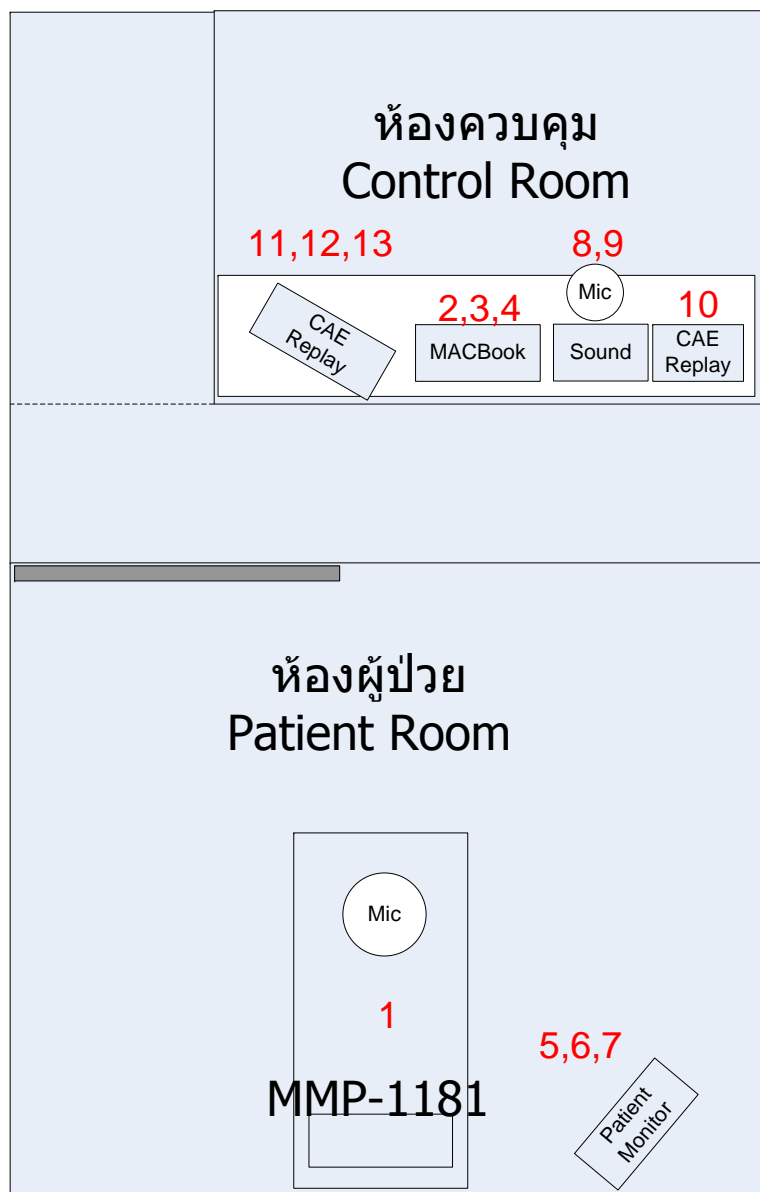 ห้องควบคุม
Control Room
11,12,13
8,9
Mic
2,3,4
10
CAE
Replay
MACBook
Sound
CAE
Replay
ห้องผู้ป่วย
Patient Room
Mic
1
5,6,7
MMP-1181
Patient
Monitor